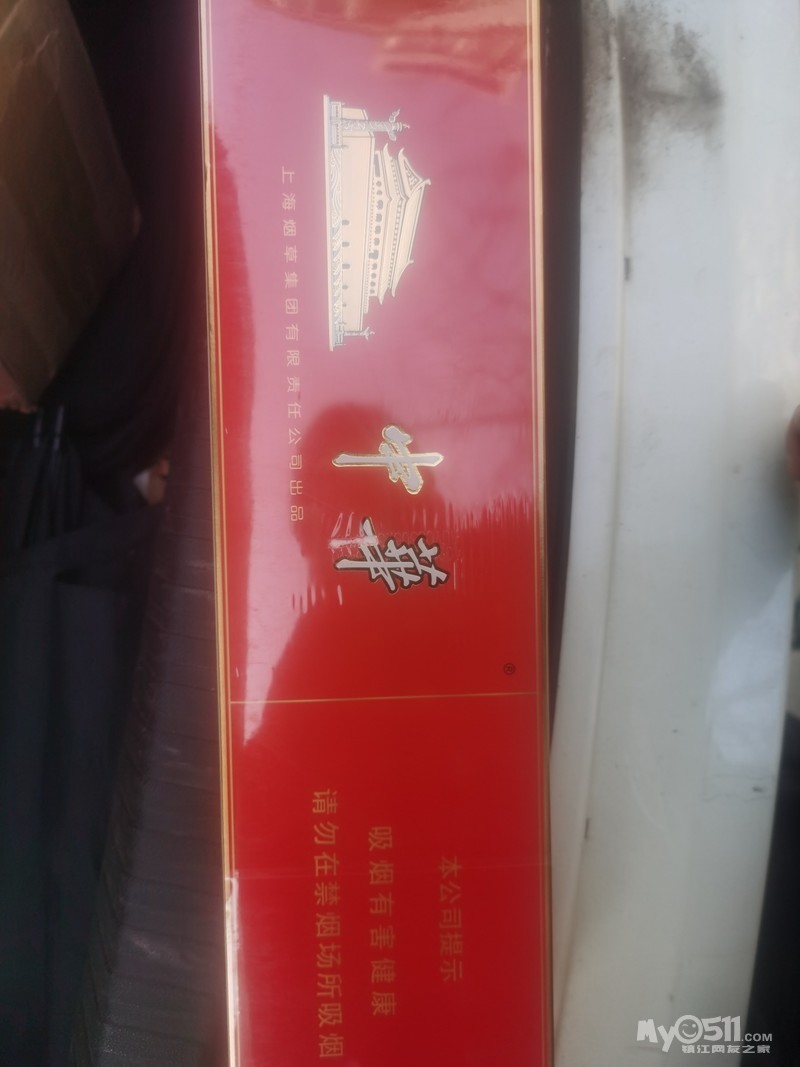 中華
®
上海烟草集团有限责任公司出品
本公司提示
吸烟有害健康
请勿在禁烟场所吸烟
MyO511.COM
镇江网友之家